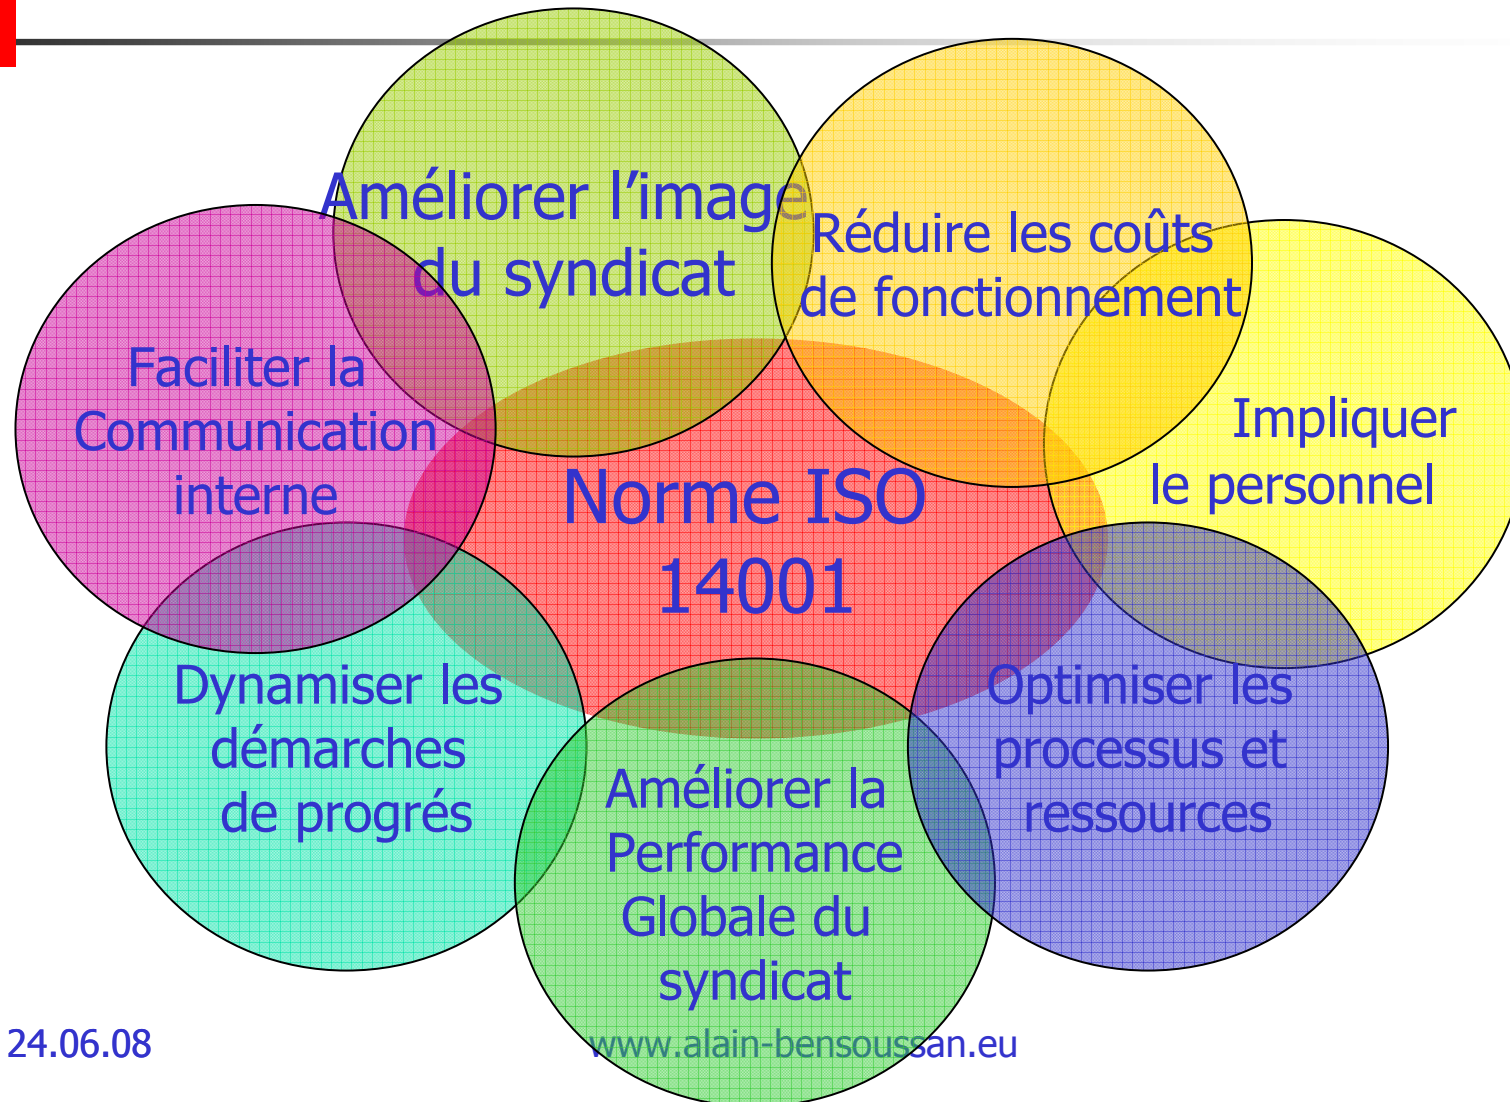 Améliorer l’image
du syndicat
Réduire les coûts
de fonctionnement
Faciliter la
Communication
interne
Impliquer
le personnel
Norme ISO
14001
Dynamiser les
démarches
de progrés
Optimiser les
processus et
ressources
Améliorer la
Performance
Globale du
syndicat
24.06.08
www.alain-bensoussan.eu